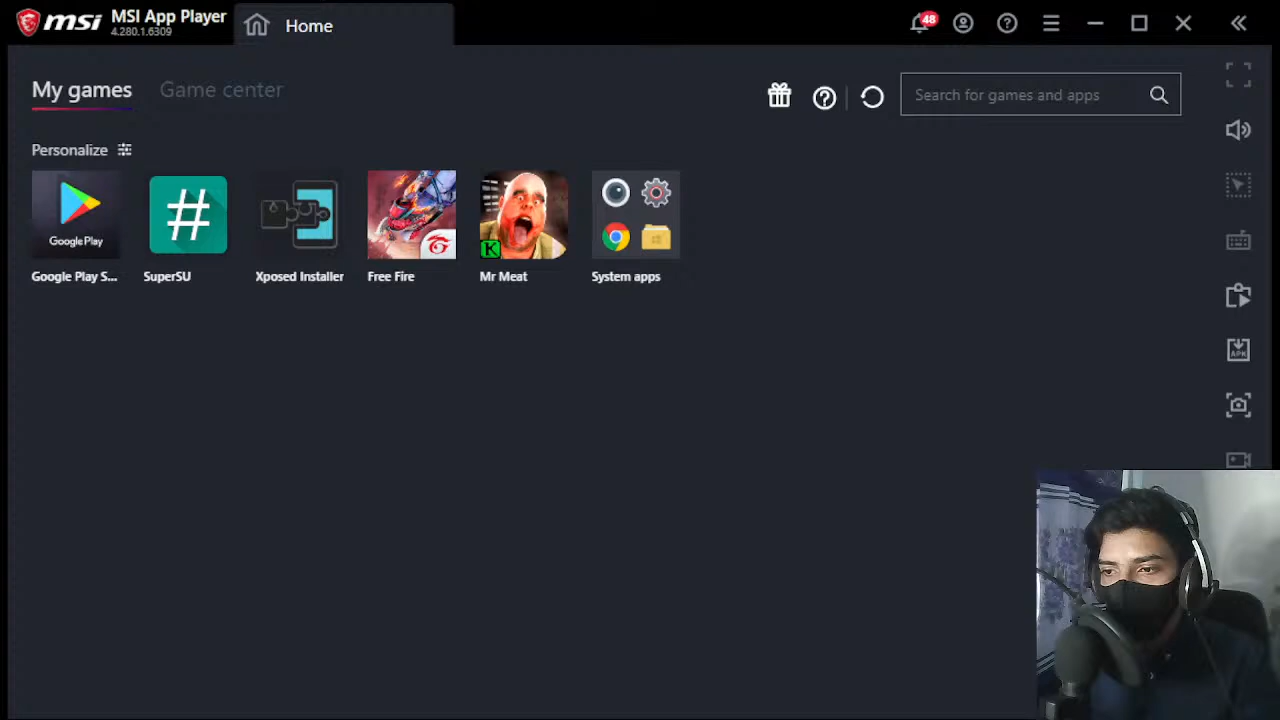 msi MSI App Player
4.280.1.6309
Home
48
My games
Game center
Search for games and apps
Personalize
Google Play
K
APK
Google Play S...
SuperSU
Xposed Installer
Free Fire
Mr Meat
System apps